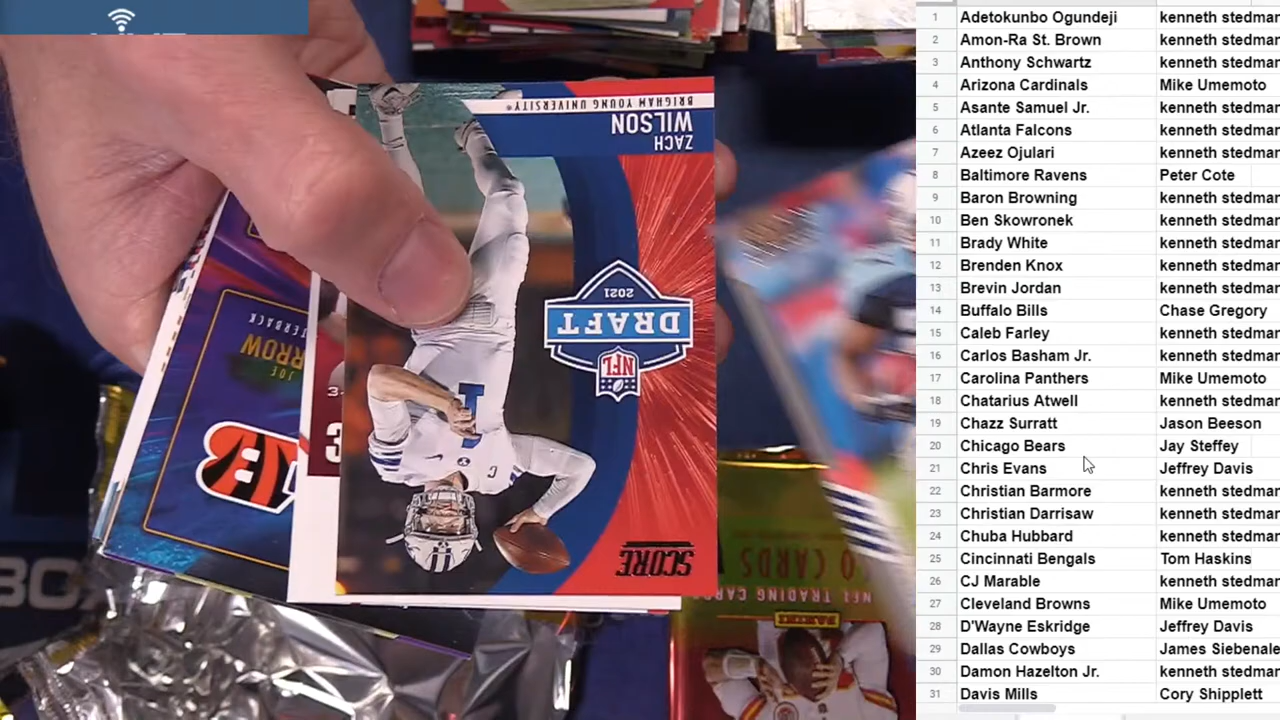 BRIGHAM YOUNG UNIVERSITY®
ZACH
WILSON
2021
DRAFT
NFL
SCORE
JOE
3
1
C
NFL TRADING CARDS
PANINI
1 Adetokunbo Ogundeji kenneth stedmar
2 Amon-Ra St. Brown kenneth stedmar
3 Anthony Schwartz kenneth stedmar
4 Arizona Cardinals Mike Umemoto
5 Asante Samuel Jr. kenneth stedmar
6 Atlanta Falcons kenneth stedmar
7 Azeez Ojulari kenneth stedmar
8 Baltimore Ravens Peter Cote
9 Baron Browning kenneth stedmar
10 Ben Skowronek kenneth stedmar
11 Brady White kenneth stedmar
12 Brenden Knox kenneth stedmar
13 Brevin Jordan kenneth stedmar
14 Buffalo Bills Chase Gregory
15 Caleb Farley kenneth stedmar
16 Carlos Basham Jr. kenneth stedmar
17 Carolina Panthers Mike Umemoto
18 Chatarius Atwell kenneth stedmar
19 Chazz Surratt Jason Beeson
20 Chicago Bears Jay Steffey
21 Chris Evans Jeffrey Davis
22 Christian Barmore kenneth stedmar
23 Christian Darrisaw kenneth stedmar
24 Chuba Hubbard kenneth stedmar
25 Cincinnati Bengals Tom Haskins
26 CJ Marable kenneth stedmar
27 Cleveland Browns Mike Umemoto
28 D'Wayne Eskridge Jeffrey Davis
29 Dallas Cowboys James Siebenale
30 Damon Hazelton Jr. kenneth stedmar
31 Davis Mills Cory Shipplett